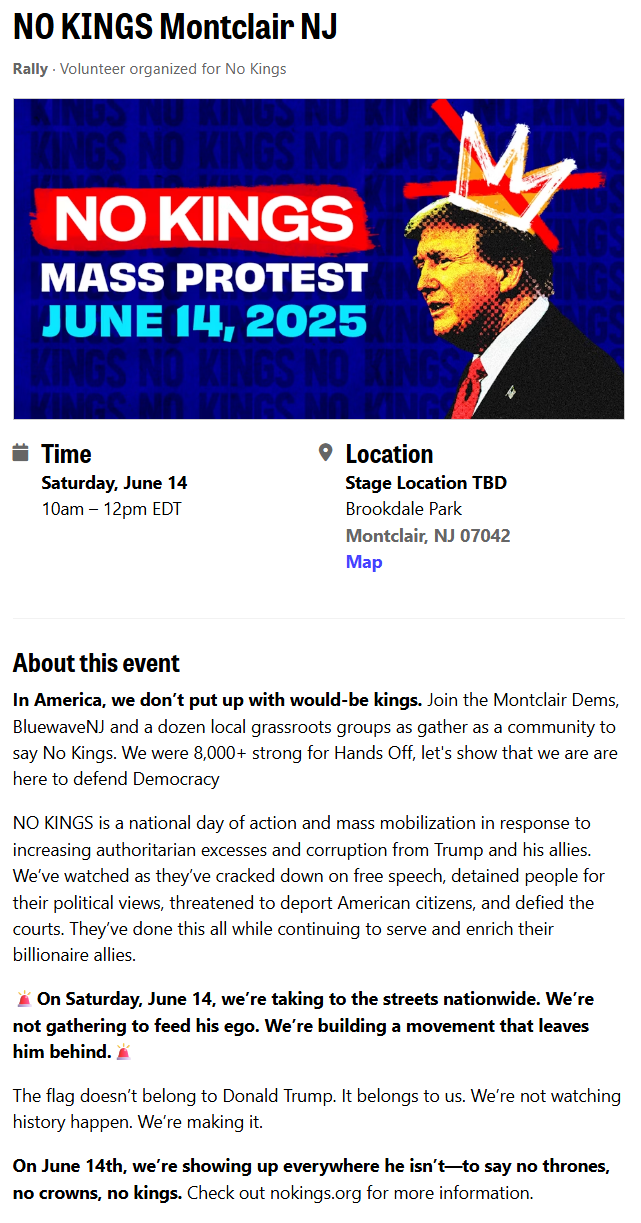 NO KINGS Montclair NJ
Rally · Volunteer organized for No Kings
NO KINGS
MASS PROTEST
JUNE 14, 2025
Time
Saturday, June 14
10am – 12pm EDT
Location
Stage Location TBD
Brookdale Park
Montclair, NJ 07042
Map
About this event
In America, we don’t put up with would-be kings. Join the Montclair Dems,
BluewaveNJ and a dozen local grassroots groups as gather as a community to
say No Kings. We were 8,000+ strong for Hands Off, let's show that we are are
here to defend Democracy
NO KINGS is a national day of action and mass mobilization in response to
increasing authoritarian excesses and corruption from Trump and his allies.
We’ve watched as they’ve cracked down on free speech, detained people for
their political views, threatened to deport American citizens, and defied the
courts. They’ve done this all while continuing to serve and enrich their
billionaire allies.
🚨On Saturday, June 14, we’re taking to the streets nationwide. We’re
not gathering to feed his ego. We’re building a movement that leaves
him behind.🚨
The flag doesn’t belong to Donald Trump. It belongs to us. We’re not watching
history happen. We’re making it.
On June 14th, we’re showing up everywhere he isn’t—to say no thrones,
no crowns, no kings. Check out nokings.org for more information.